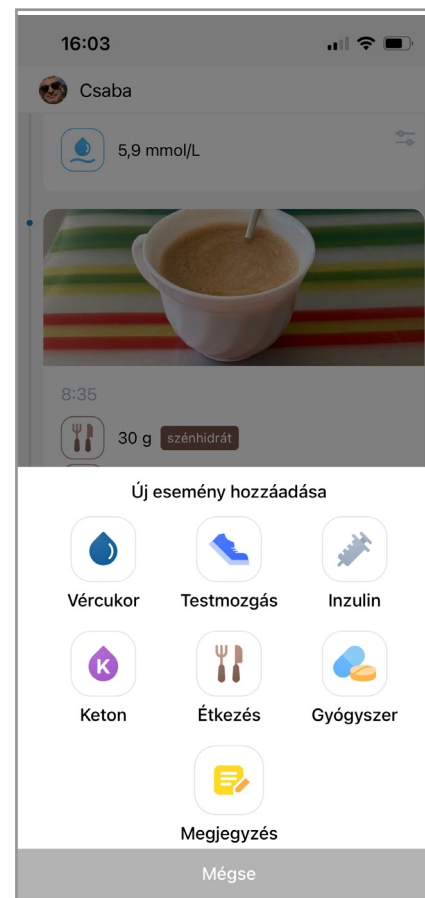 16:03
Csaba
5,9 mmol/L
8:35
30 g szénhidrát
Új esemény hozzáadása
Vércukor Testmozgás Inzulin
K
Keton Étkezés Gyógyszer
Megjegyzés
Mégse